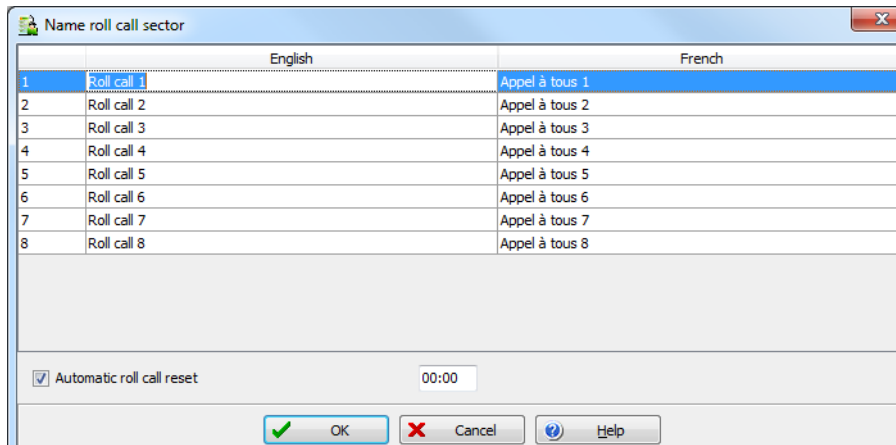 Name roll call sector
English French
1 Roll call 1 Appel à tous 1
2 Roll call 2 Appel à tous 2
3 Roll call 3 Appel à tous 3
4 Roll call 4 Appel à tous 4
5 Roll call 5 Appel à tous 5
6 Roll call 6 Appel à tous 6
7 Roll call 7 Appel à tous 7
8 Roll call 8 Appel à tous 8
Automatic roll call reset 00:00
OK Cancel Help